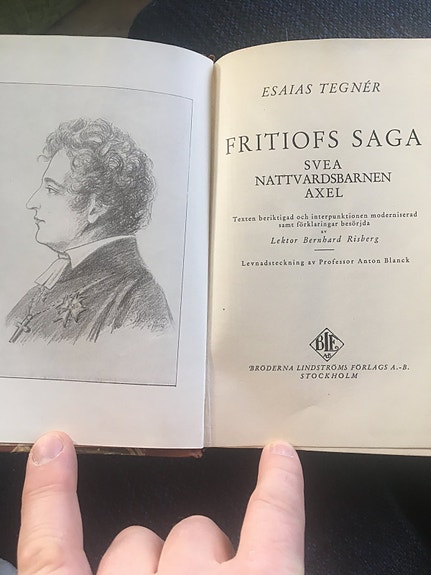 ESAIAS TEGNÉR
FRITIOFS SAGA
SVEA
NATTVARDSBARNEN
AXEL
Texten beriktigad och interpunktionen moderniserad
samt förklaringar besörjda
av
Lektor Bernhard Risberg
Levnadsteckning av Professor Anton Blanck
BLF
AB
BRÖDERNA LINDSTRÖMS FÖRLAGS A.-B.
STOCKHOLM